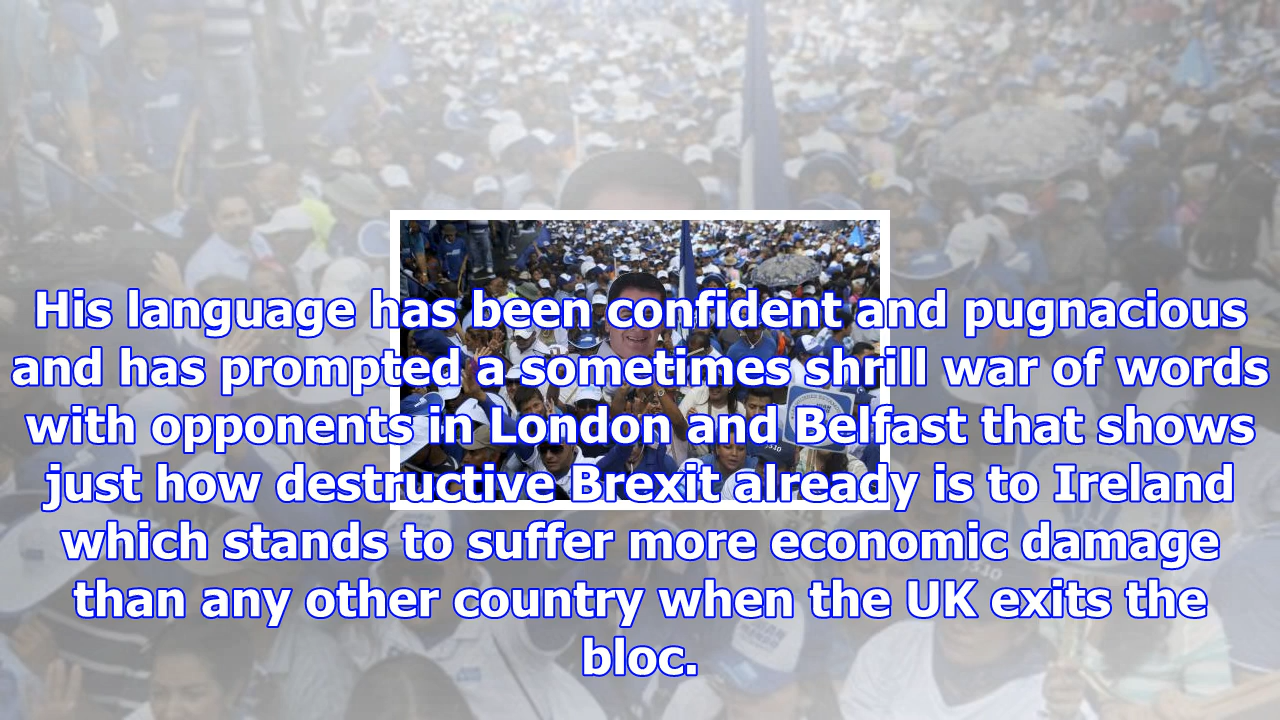 His language has been confident and pugnacious
and has prompted a sometimes shrill war of words
with opponents in London and Belfast that shows
just how destructive Brexit already is to Ireland
which stands to suffer more economic damage
than any other country when the UK exits the
bloc.